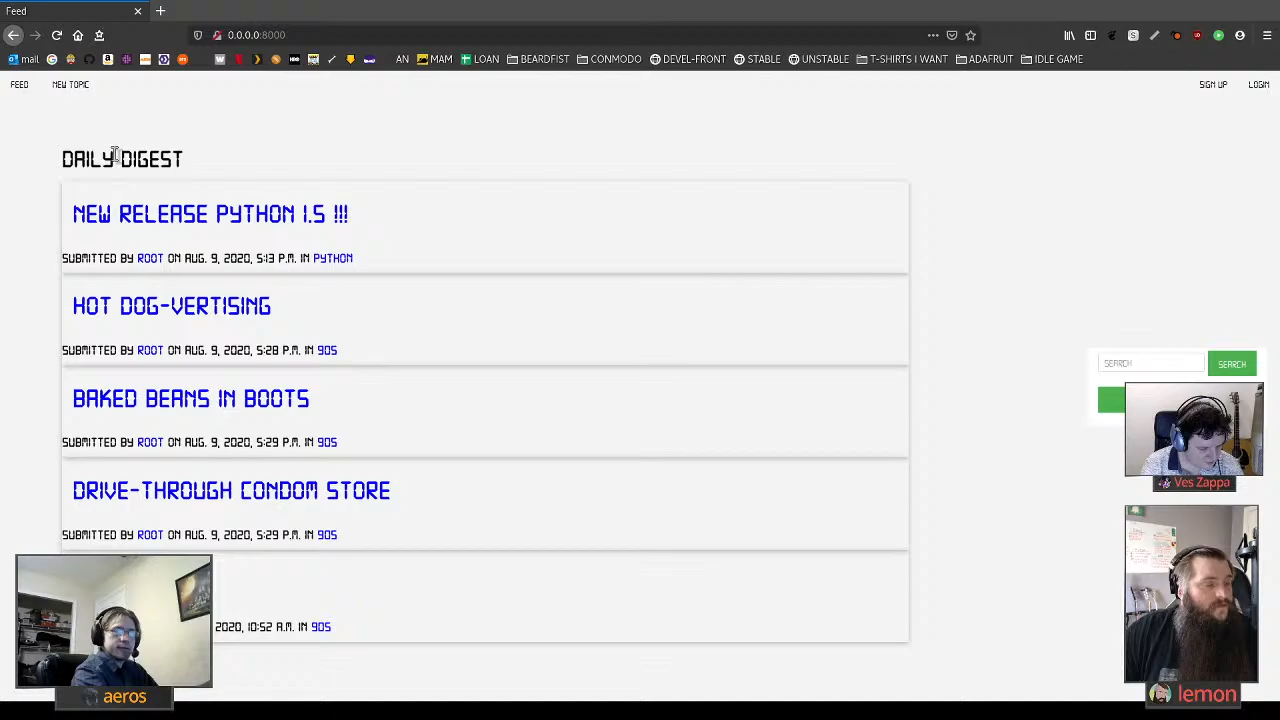 Feed
0.0.0.0:8000
mail
AN
MAM
LOAN
BEARDFIST
CONMODO
DEVEL-FRONT
STABLE
UNSTABLE
T-SHIRTS I WANT
ADAFRUIT
IDLE GAME
FEED
NEW TOPIC
SIGN UP
LOGIN
DAILY DIGEST
NEW RELEASE PYTHON 1.5 !!!
SUBMITTED BY ROOT ON AUG. 9, 2020, 5:13 P.M. IN PYTHON
HOT DOG-VERTISING
SUBMITTED BY ROOT ON AUG. 9, 2020, 5:28 P.M. IN 90S
BAKED BEANS IN BOOTS
SUBMITTED BY ROOT ON AUG. 9, 2020, 5:29 P.M. IN 90S
DRIVE-THROUGH CONDOM STORE
SUBMITTED BY ROOT ON AUG. 9, 2020, 5:29 P.M. IN 90S
2020, 10:52 A.M. IN 90S
SEARCH
SEARCH
Ves Zappa
aeros
lemon